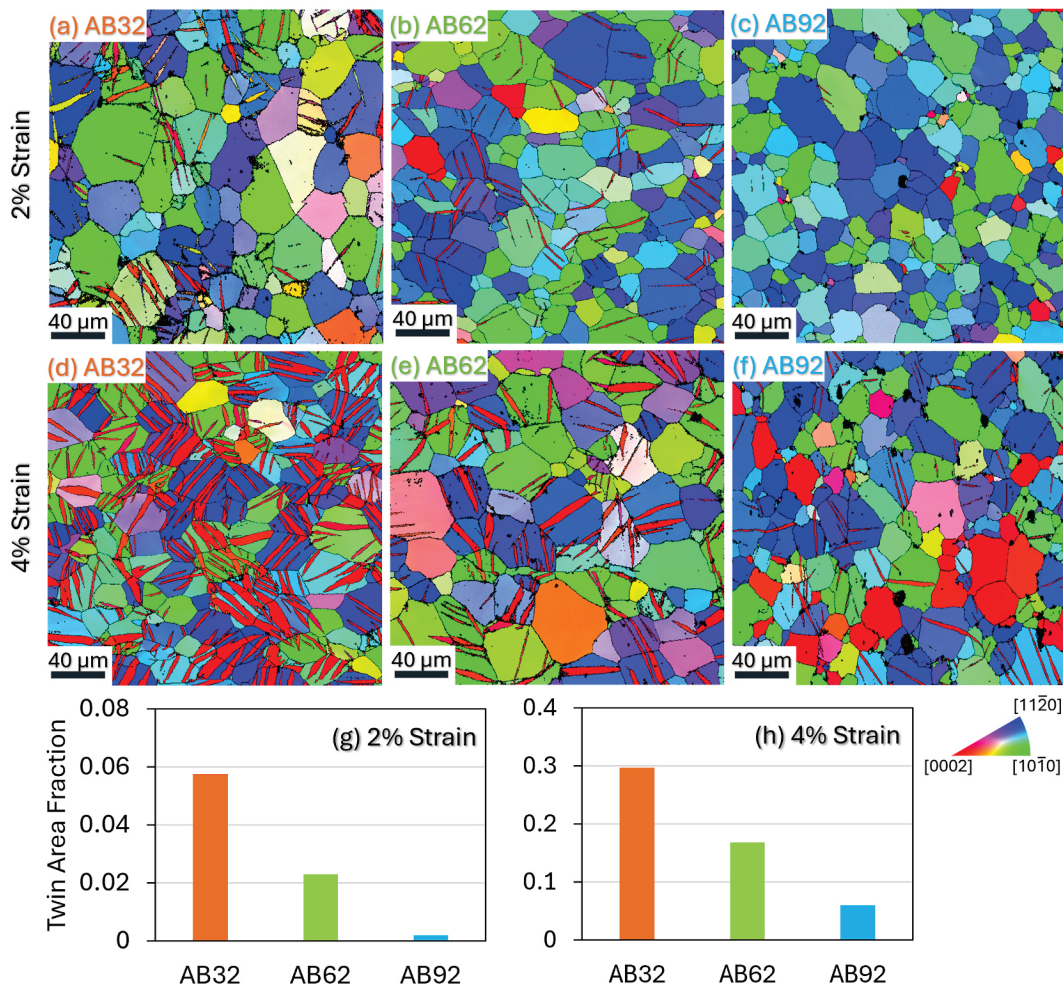 (a) AB32
(b) AB62
(c) AB92
2% Strain
40 μm
40 μm
40 μm
(d) AB32
(e) AB62
(f) AB92
4% Strain
40 μm
40 μm
40 μm
Twin Area Fraction
0.08
0.06
0.04
0.02
0
(g) 2% Strain
AB32 AB62 AB92
0.4
0.3
0.2
0.1
0
(h) 4% Strain
AB32 AB62 AB92
[112̄0]
[0002] [101̄0]